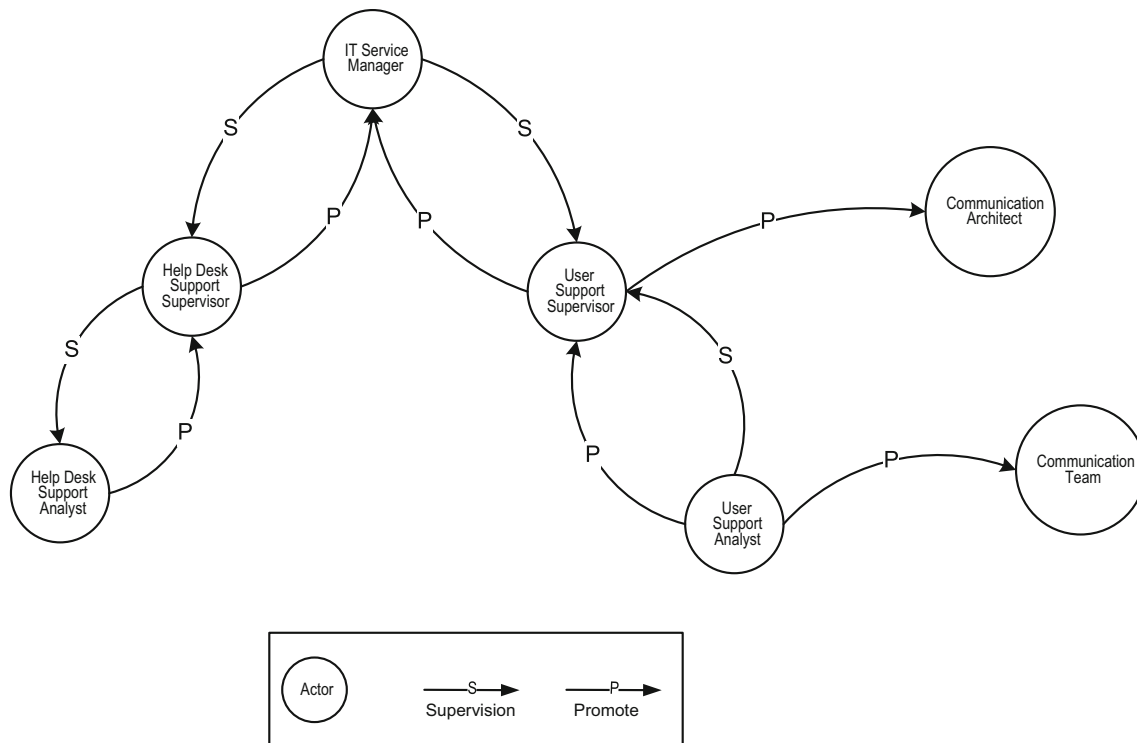 IT Service
Manager
S
S
P
P
Communication
Architect
P
Help Desk
Support
Supervisor
User
Support
Supervisor
S
S
P
P
P
Help Desk
Support
Analyst
User
Support
Analyst
Communication
Team
Actor
S
Supervision
P
Promote